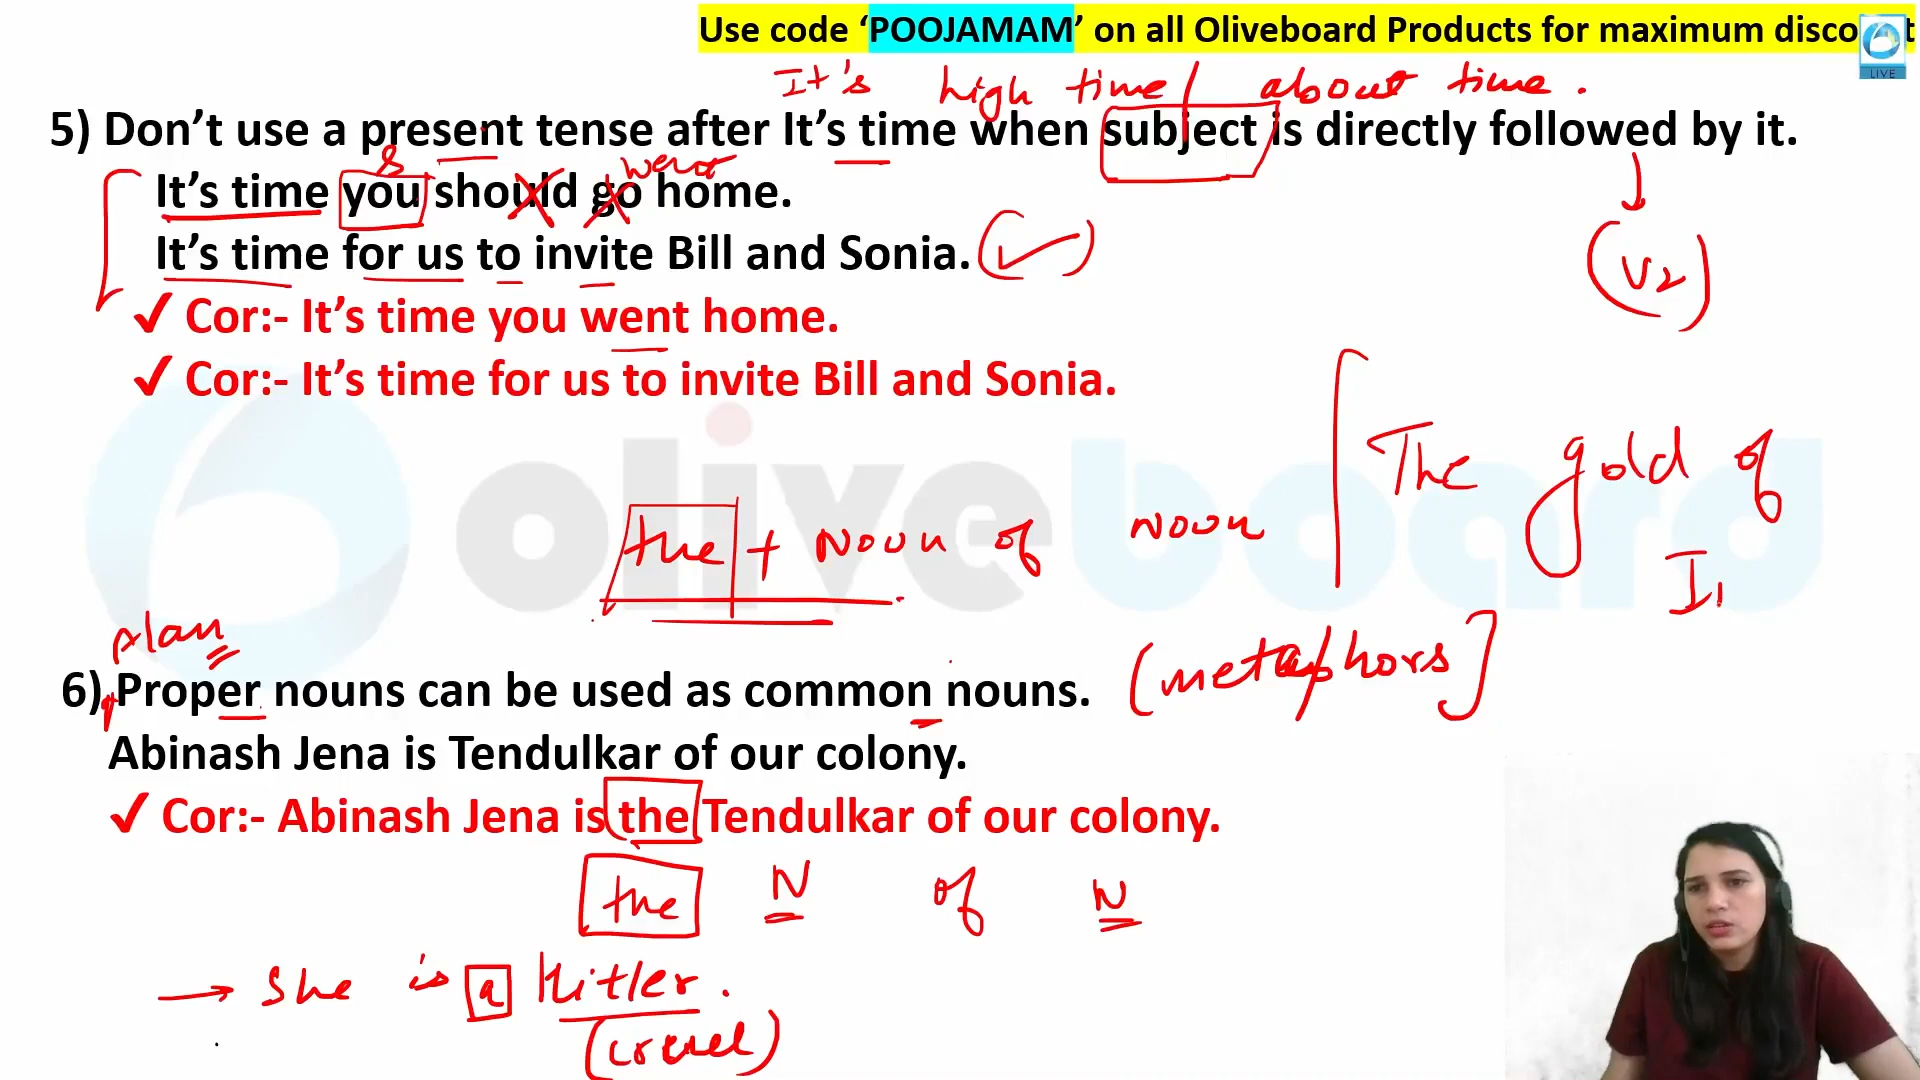 Use code ‘POOJAMAM’ on all Oliveboard Products for maximum disco t
LIVE
It's high time / about time.
5) Don’t use a present tense after It’s time when subject is directly followed by it.
s went
It’s time you should go home.
It’s time for us to invite Bill and Sonia.
(V2)
✓ Cor:- It’s time you went home.
✓ Cor:- It’s time for us to invite Bill and Sonia.
The gold of
oliveboard
the + Noun of noun
Alan
[metaphors]
6) Proper nouns can be used as common nouns.
Abinash Jena is Tendulkar of our colony.
✓ Cor:- Abinash Jena is the Tendulkar of our colony.
the N of N
→ She is a Hitler.
(cruel)